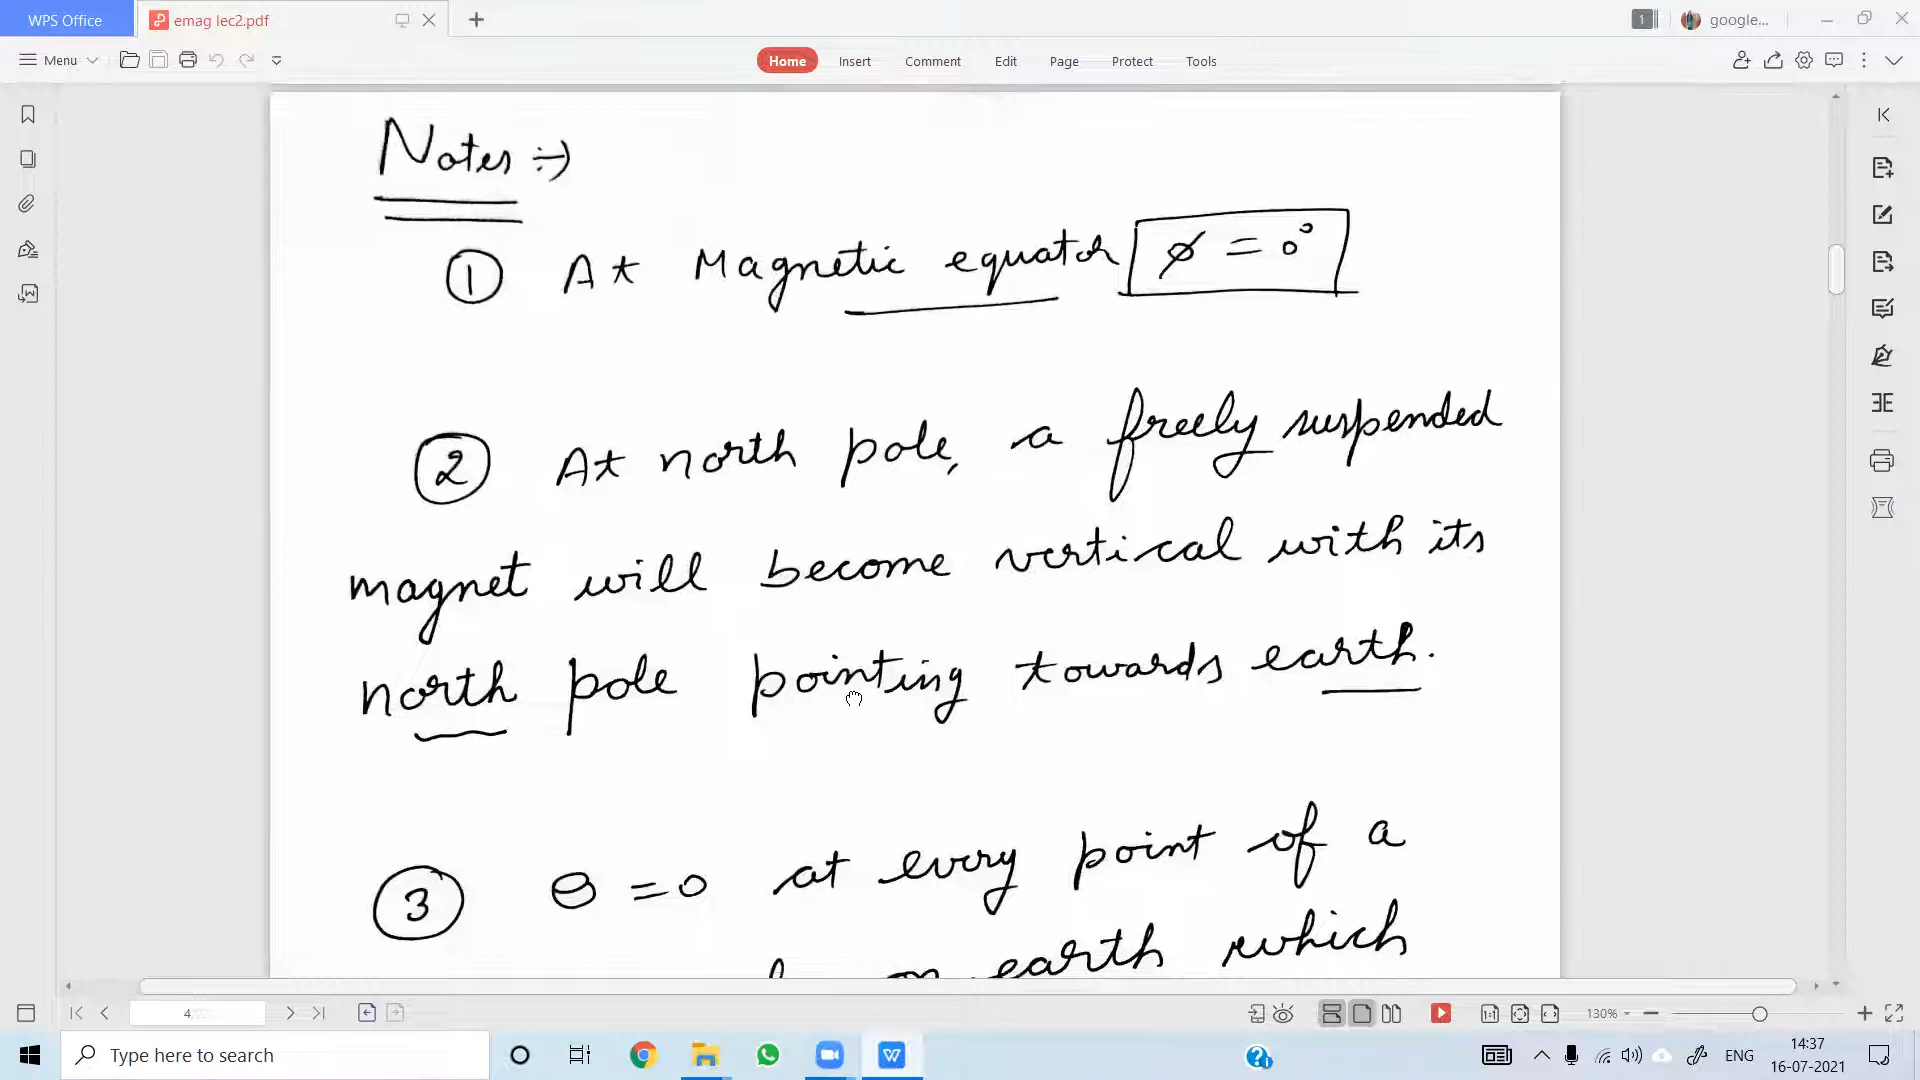 WPS Office
emag lec2.pdf
1
google...
Menu
Home
Insert
Comment
Edit
Page
Protect
Tools
Notes :-)
① At Magnetic equator ϕ = 0°
② At north pole, a freely suspended
magnet will become vertical with its
north pole pointing towards earth.
③ θ = 0 at every point of a
on earth which
4
130%
Type here to search
ENG
14:37
16-07-2021